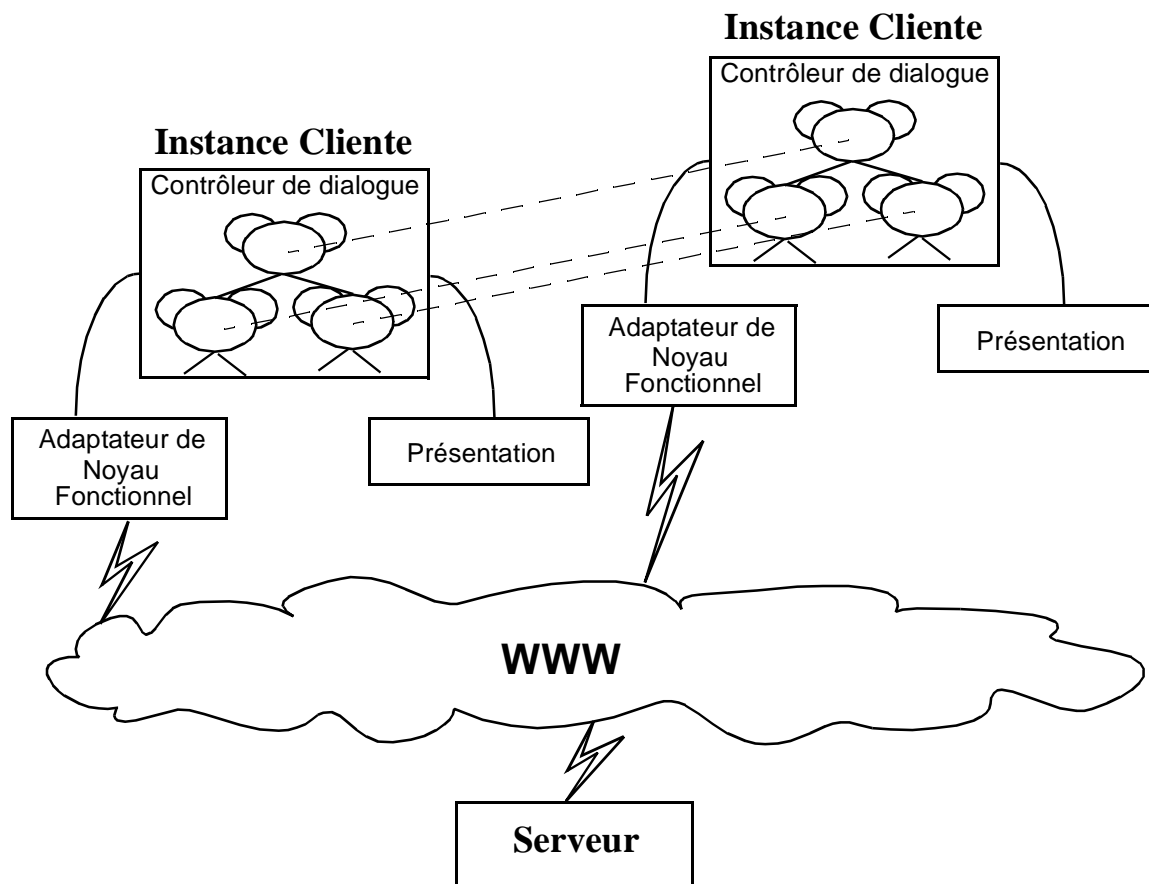 Instance Cliente
Contrôleur de dialogue
Instance Cliente
Contrôleur de dialogue
Adaptateur de
Noyau
Fonctionnel
Présentation
Adaptateur de
Noyau
Fonctionnel
Présentation
WWW
Serveur